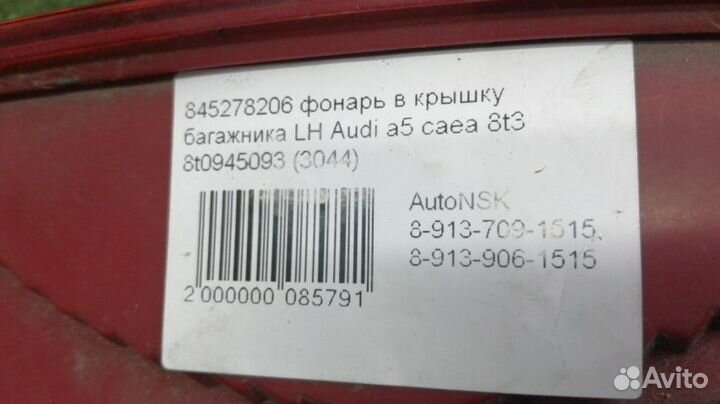 845278206 фонарь в крышку
багажника LH Audi a5 caea 8t3
8t0945093 (3044)
AutoNSK
8-913-709-1515,
8-913-906-1515
2 000000 085791
Avito